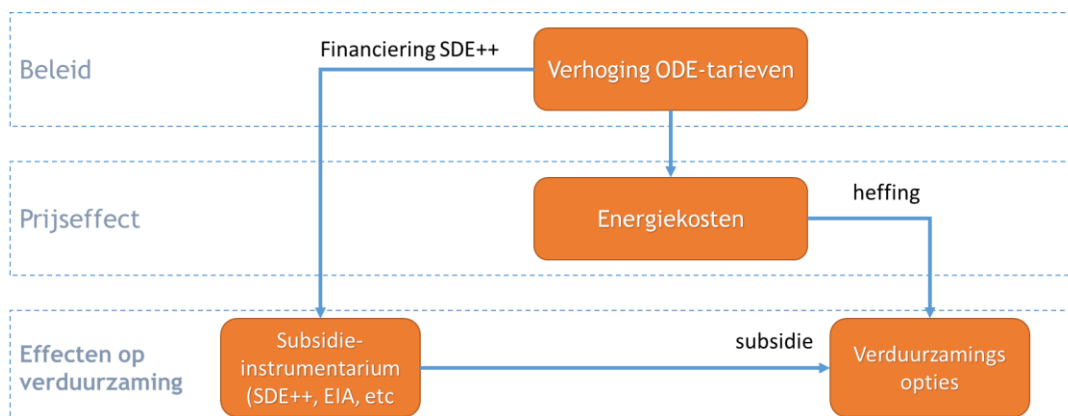 Beleid
Financiering SDE++
Verhoging ODE-tarieven
Prijseffect
Energiekosten
heffing
Effecten op
verduurzaming
Subsidie-
instrumentarium
(SDE++, EIA, etc
subsidie
Verduurzamings
opties